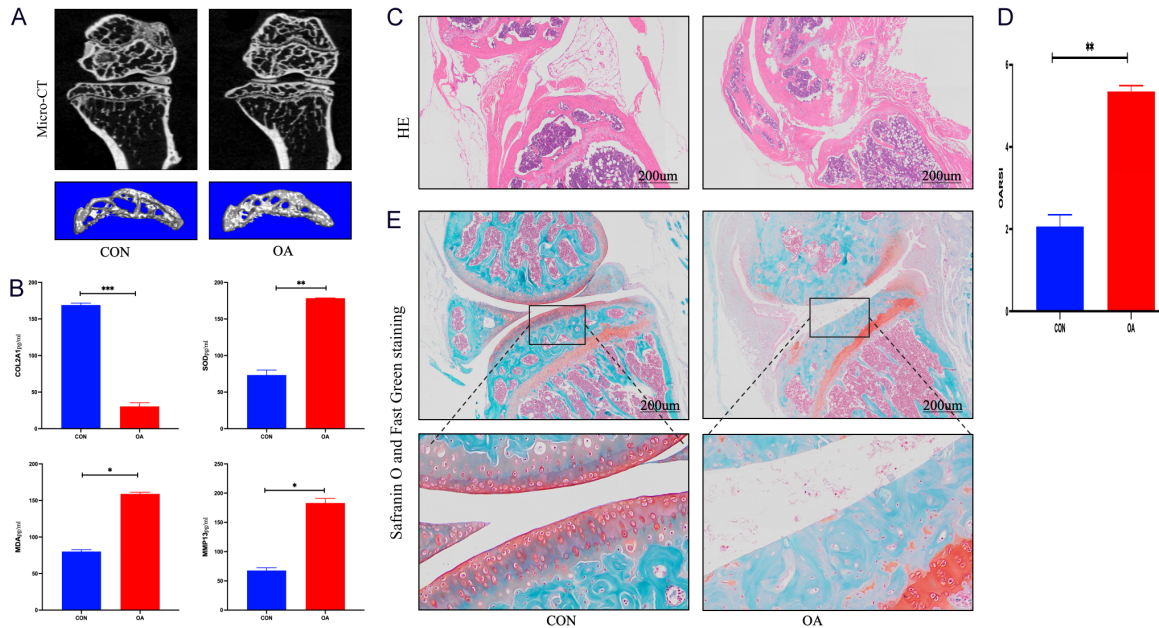 A
Micro-CT
CON
OA
B
COL2A1pg/ml
200
150
100
50
0
***
CON
OA
SODpg/ml
200
150
100
50
0
**
CON
OA
MDApg/ml
200
150
100
50
0
*
CON
OA
MMP13pg/ml
200
150
100
50
0
*
CON
OA
C
HE
200um
200um
D
OARSI
6
4
2
0
#
CON
OA
E
Safranin O and Fast Green staining
200um
200um
CON
OA